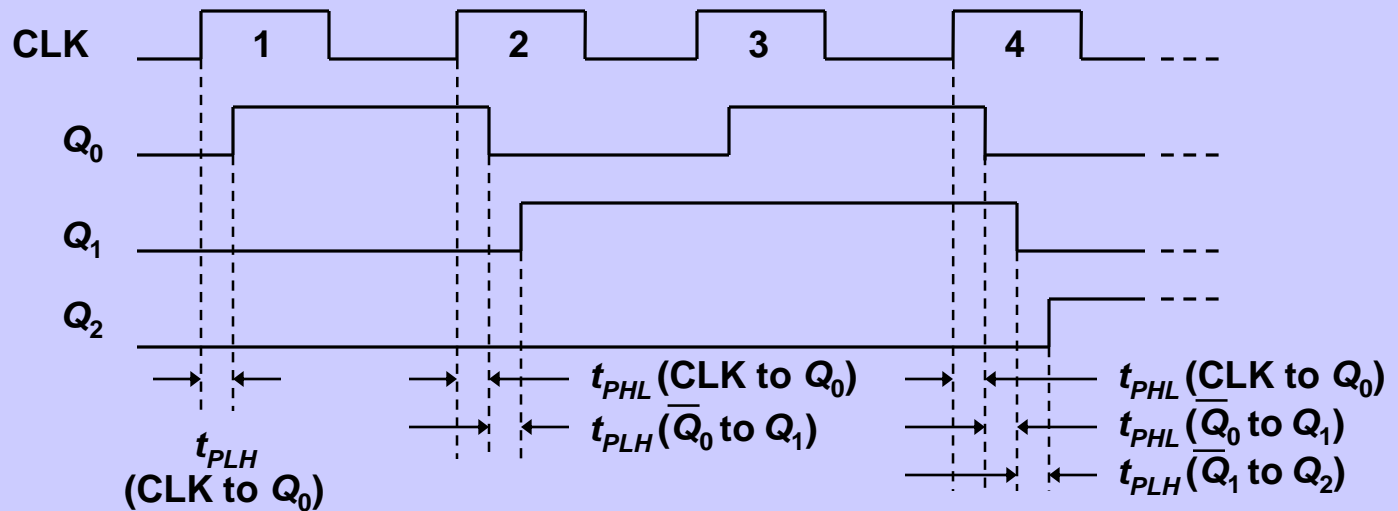 CLK 1 2 3 4
Q0
Q1
Q2
tPHL (CLK to Q0) tPHL (CLK to Q0)
tPLH (Q̅0 to Q1) tPHL (Q̅0 to Q1)
tPLH
(CLK to Q0)
tPLH (Q̅1 to Q2)